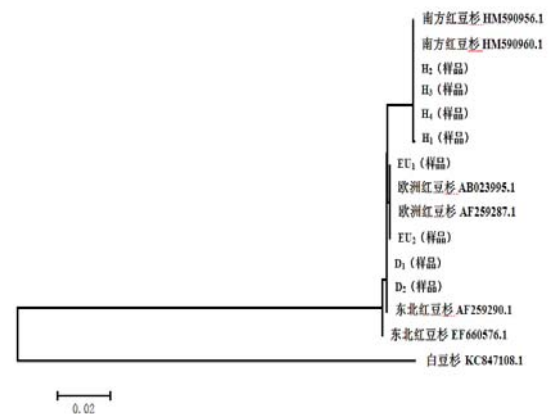 南方红豆杉 HM590956.1
南方红豆杉 HM590960.1
H₂ (样品)
H₃ (样品)
H₄ (样品)
H₁ (样品)
EU₁ (样品)
欧洲红豆杉 AB023995.1
欧洲红豆杉 AF259287.1
EU₂ (样品)
D₁ (样品)
D₂ (样品)
东北红豆杉 AF259290.1
东北红豆杉 EF660576.1
白豆杉 KC847108.1
0.02